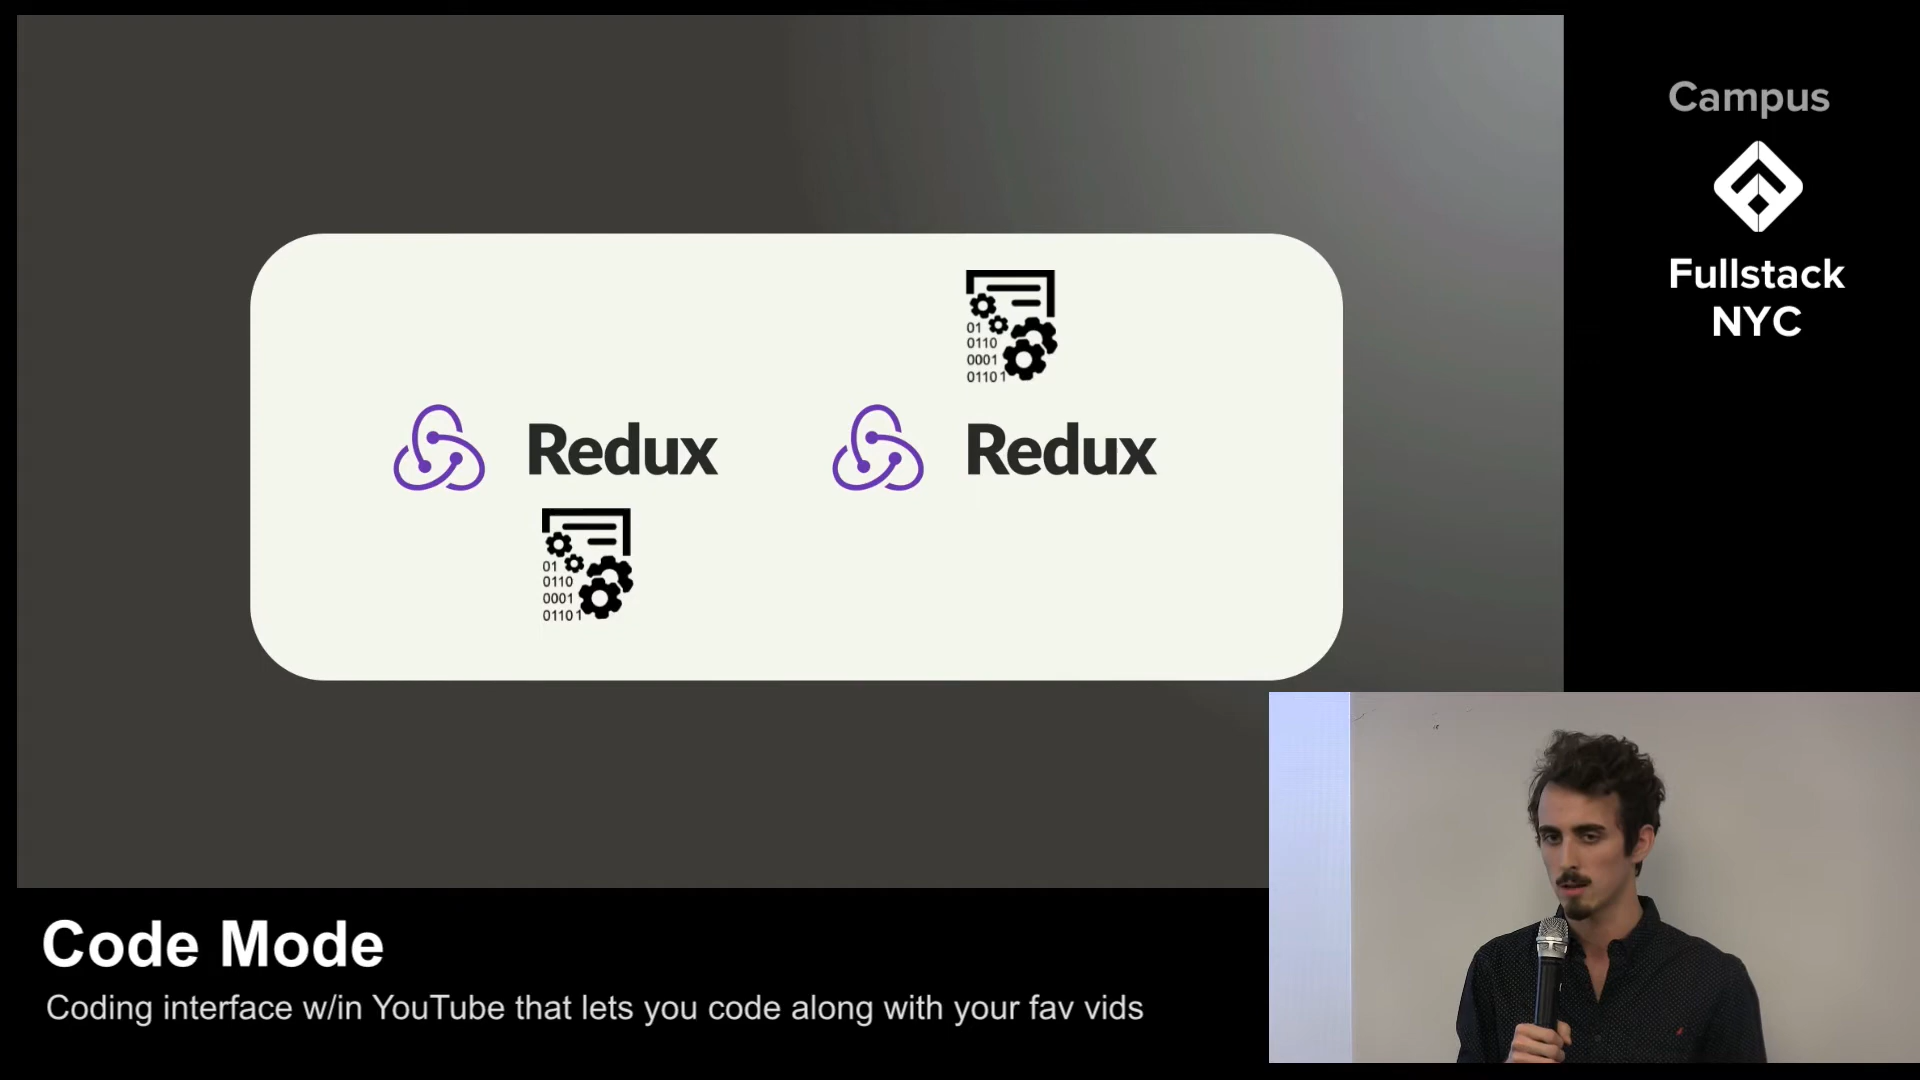 Campus
Fullstack
NYC
01
0110
0001
01101
Redux
Redux
01
0110
0001
01101
Code Mode
Coding interface w/in YouTube that lets you code along with your fav vids